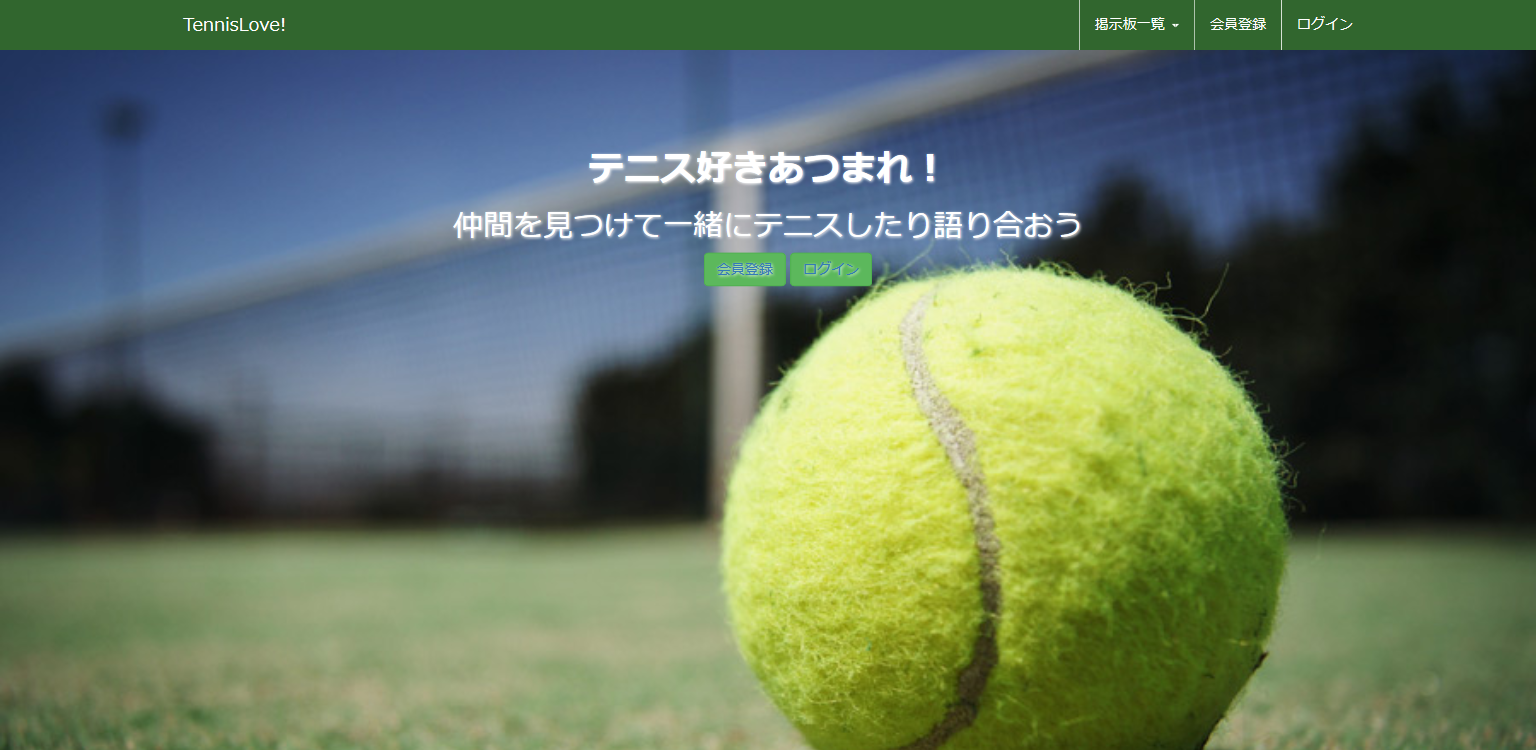 TennisLove!
掲示板一覧
会員登録
ログイン
テニス好きあつまれ！
仲間を見つけて一緒にテニスしたり語り合おう
会員登録 ログイン